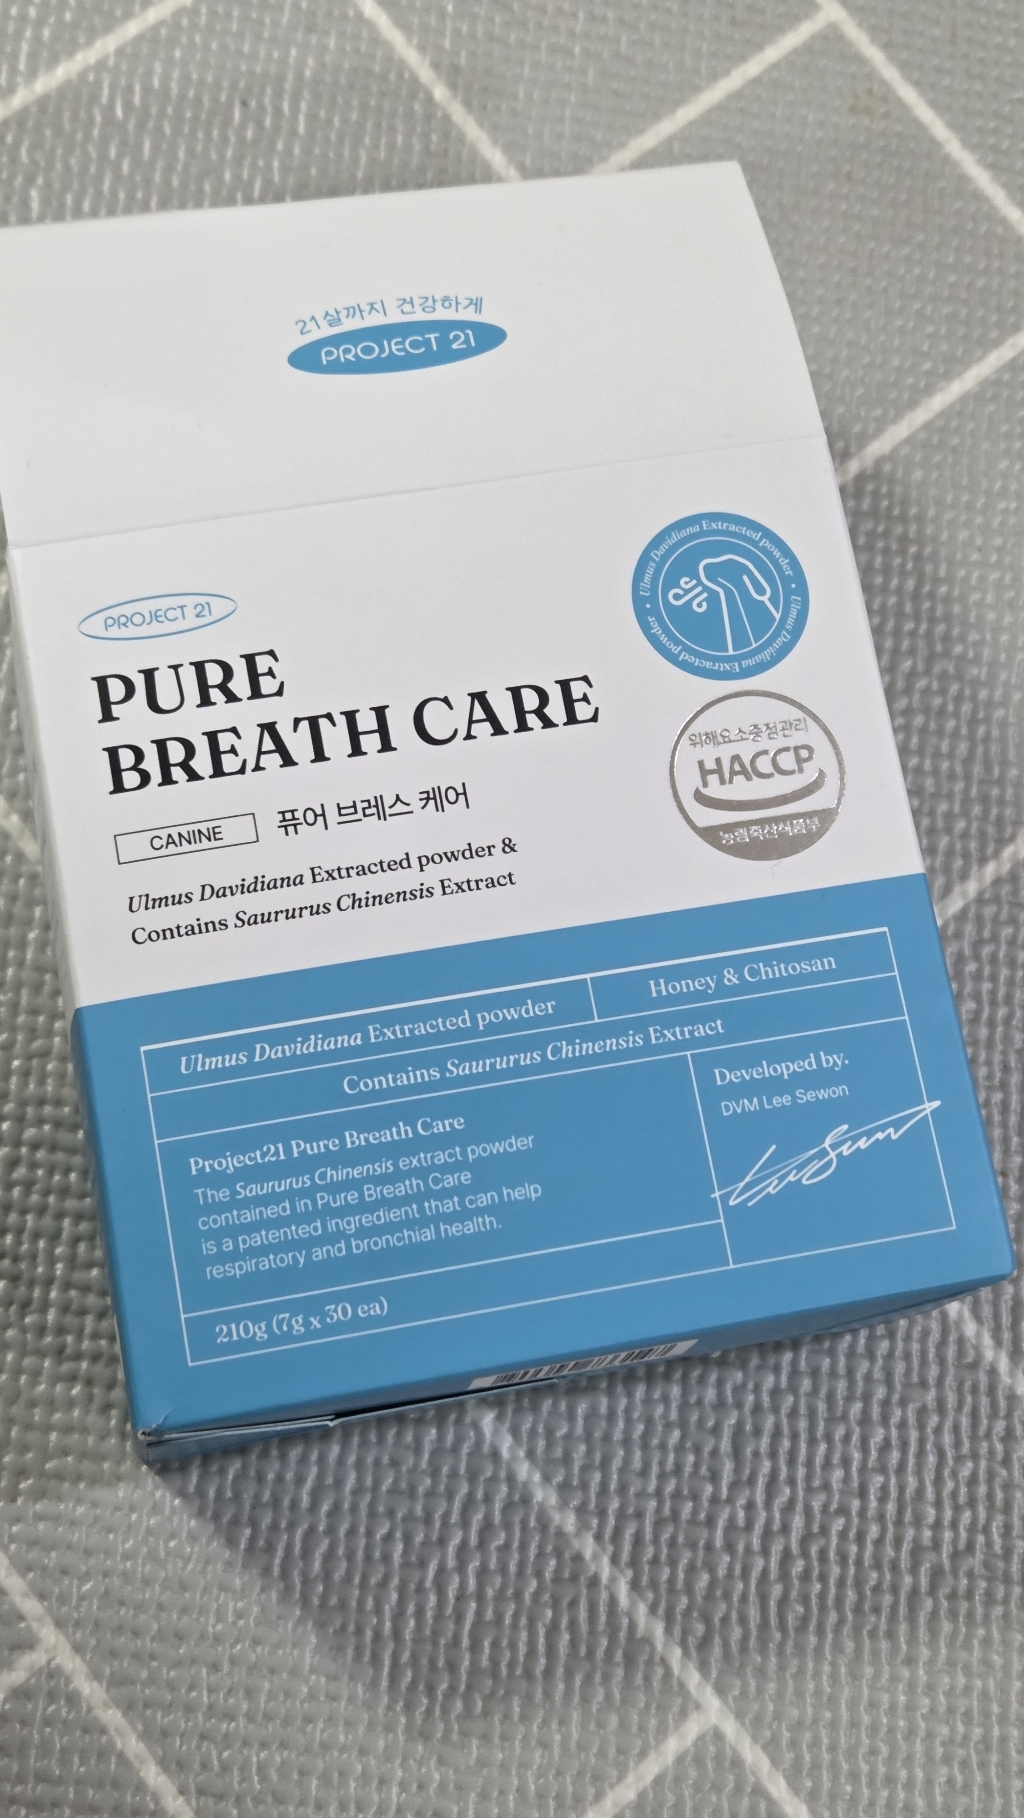 21살까지 건강하게
PROJECT 21
Ulmus Davidiana Extracted powder • Ulmus Davidiana Extracted powder •
PROJECT 21
PURE
BREATH CARE
위해요소중점관리
HACCP
농림축산식품부
CANINE 퓨어 브레스 케어
Ulmus Davidiana Extracted powder &
Contains Saururus Chinensis Extract
Ulmus Davidiana Extracted powder
Honey & Chitosan
Contains Saururus Chinensis Extract
Project21 Pure Breath Care
The Saururus Chinensis extract powder
contained in Pure Breath Care
is a patented ingredient that can help
respiratory and bronchial health.
Developed by.
DVM Lee Sewon
210g (7g x 30 ea)